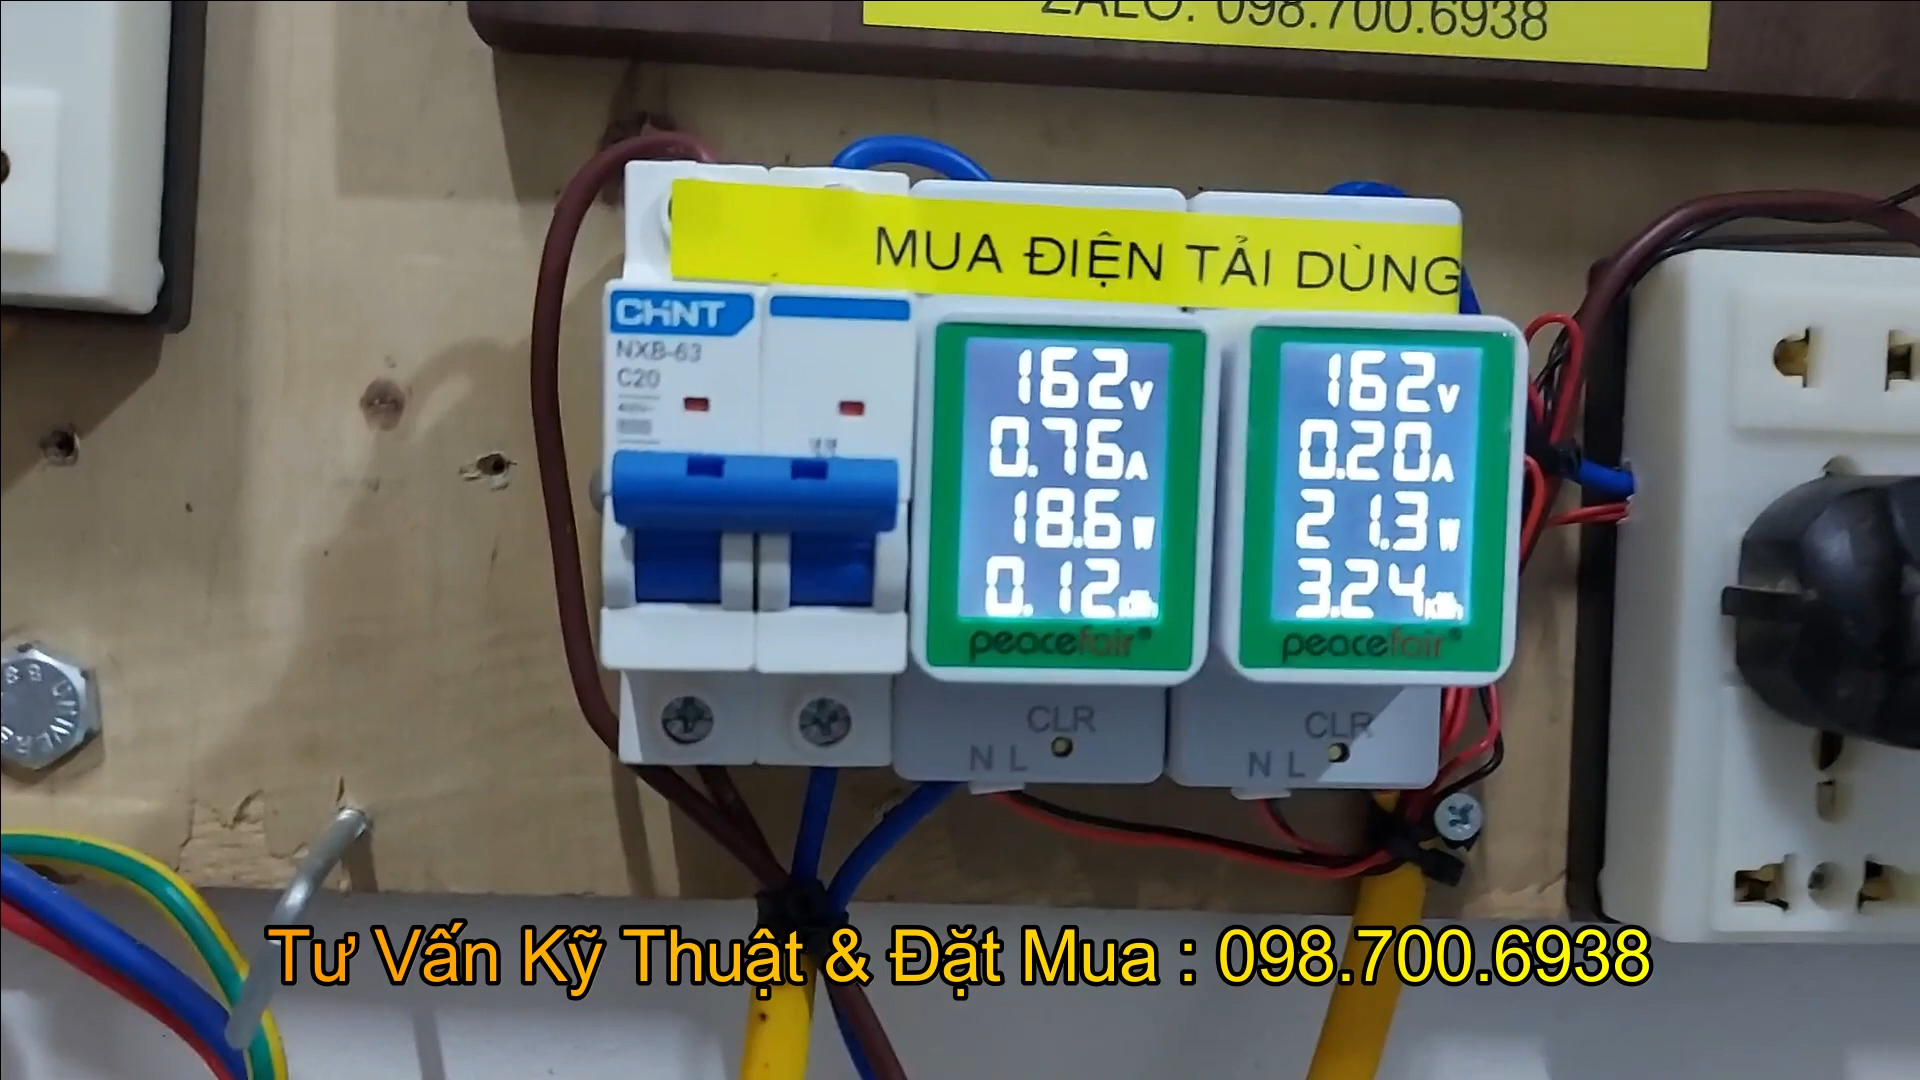 ZALO: 098.700.6938
MUA ĐIỆN TẢI DÙNG
CHNT
NXB-63
C20
162V
0.76A
18.6W
0.12kWh
peacefair®
162V
0.20A
21.3W
3.24kWh
peacefair®
CLR
N L
CLR
N L
Tư Vấn Kỹ Thuật & Đặt Mua : 098.700.6938